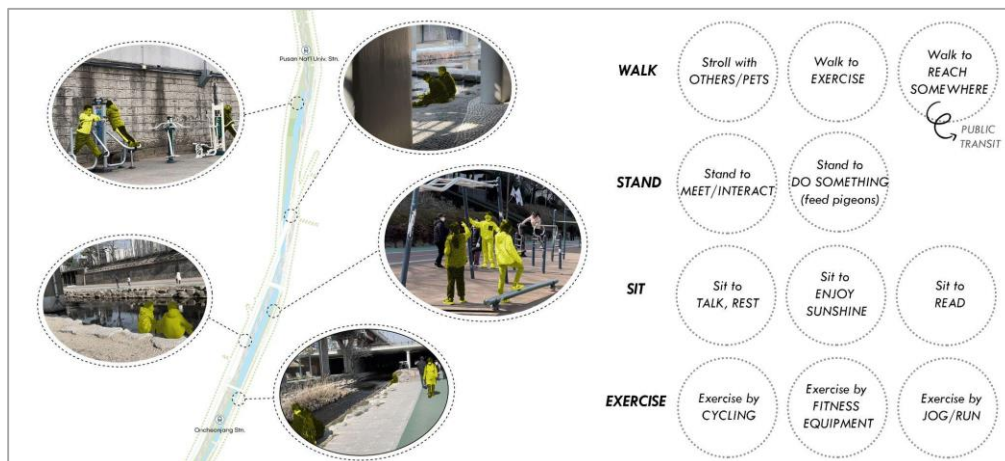 Pusan Nat'l Univ. Stn.
Oncheonjang Stn.
WALK
Stroll with
OTHERS/PETS
Walk to
EXERCISE
Walk to
REACH
SOMEWHERE
PUBLIC
TRANSIT
STAND
Stand to
MEET/INTERACT
Stand to
DO SOMETHING
(feed pigeons)
SIT
Sit to
TALK, REST
Sit to
ENJOY
SUNSHINE
Sit to
READ
EXERCISE
Exercise by
CYCLING
Exercise by
FITNESS
EQUIPMENT
Exercise by
JOG/RUN